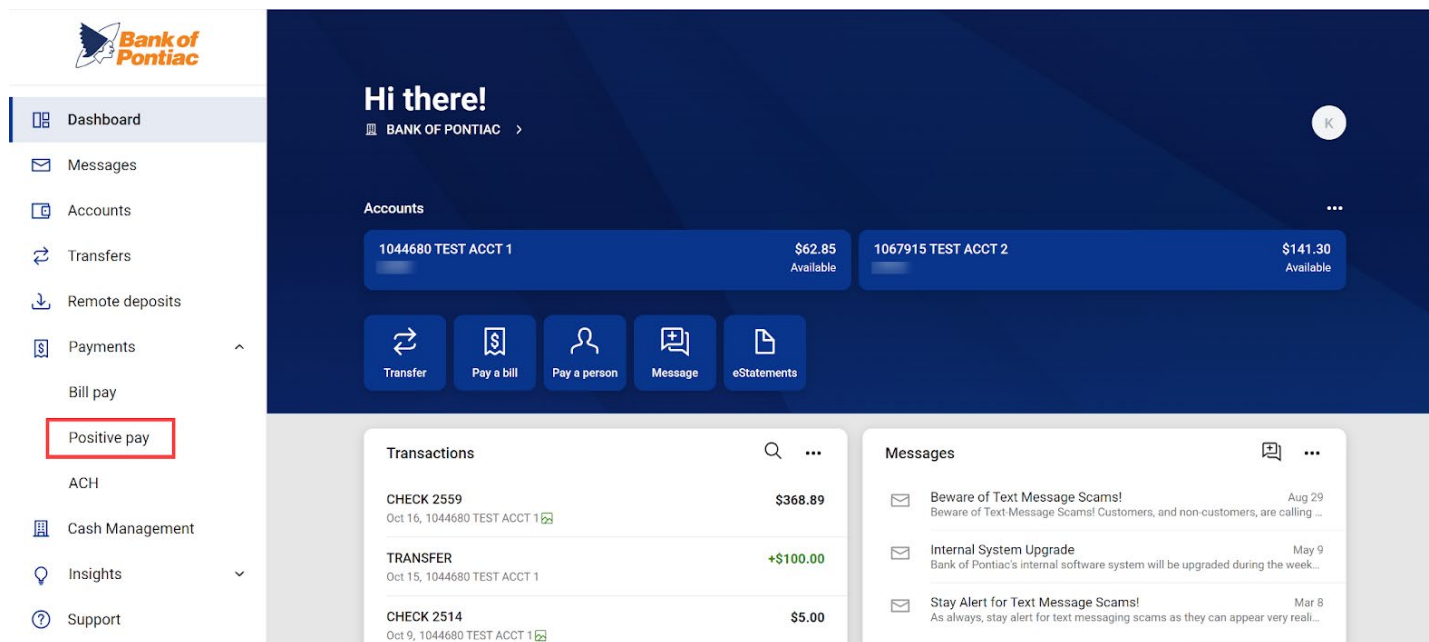 Bank of
Pontiac
Dashboard
Messages
Accounts
Transfers
Remote deposits
Payments
Bill pay
Positive pay
ACH
Cash Management
Insights
Support
Hi there!
BANK OF PONTIAC
K
Accounts
1044680 TEST ACCT 1
$62.85
Available
1067915 TEST ACCT 2
$141.30
Available
Transfer
Pay a bill
Pay a person
Message
eStatements
Transactions
CHECK 2559
$368.89
Oct 16, 1044680 TEST ACCT 1
TRANSFER
+$100.00
Oct 15, 1044680 TEST ACCT 1
CHECK 2514
$5.00
Oct 9, 1044680 TEST ACCT 1
Messages
Beware of Text Message Scams!
Aug 29
Beware of Text-Message Scams! Customers, and non-customers, are calling ...
Internal System Upgrade
May 9
Bank of Pontiac's internal software system will be upgraded during the week...
Stay Alert for Text Message Scams!
Mar 8
As always, stay alert for text messaging scams as they can appear very reali...